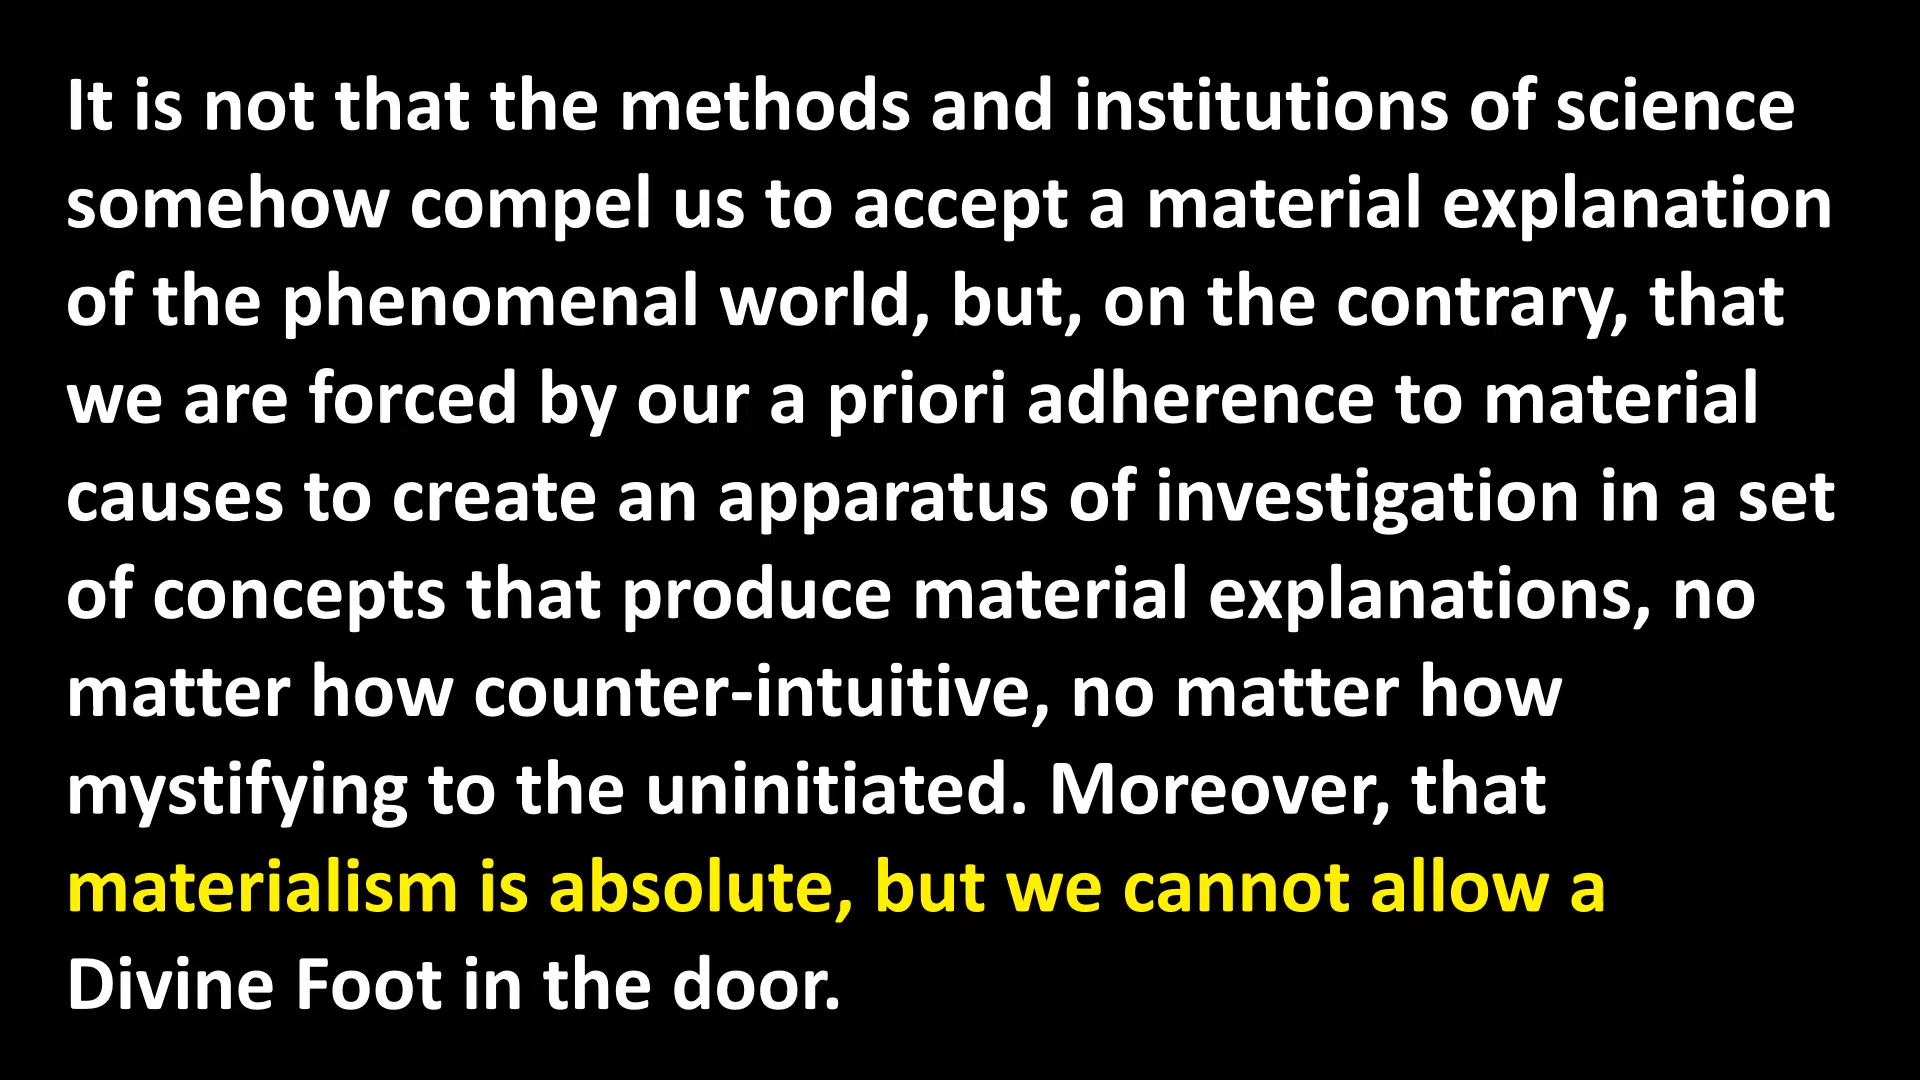 It is not that the methods and institutions of science
somehow compel us to accept a material explanation
of the phenomenal world, but, on the contrary, that
we are forced by our a priori adherence to material
causes to create an apparatus of investigation in a set
of concepts that produce material explanations, no
matter how counter-intuitive, no matter how
mystifying to the uninitiated. Moreover, that
materialism is absolute, but we cannot allow a
Divine Foot in the door.